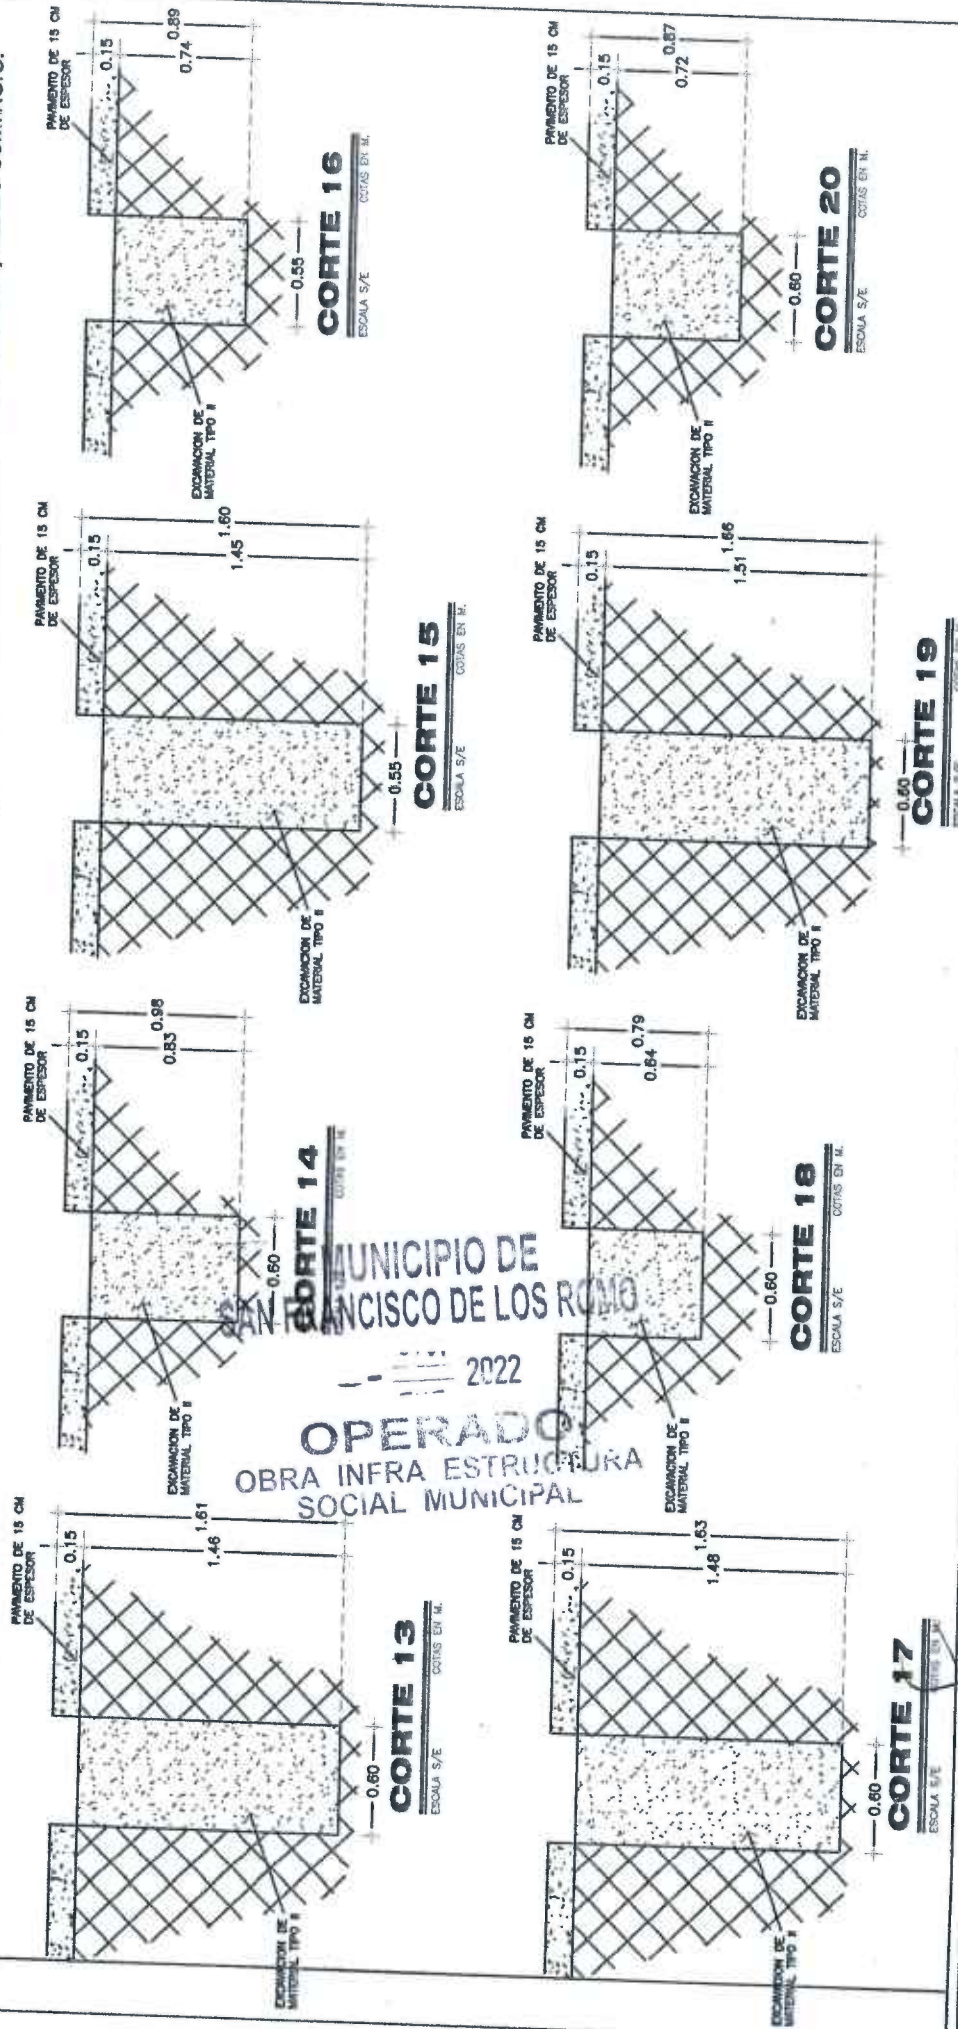 PAVIMENTO DE 15 CM
DE ESPESOR
0.15
1.46
1.61
EXCAVACION DE
MATERIAL TIPO II
0.60
CORTE 13
ESCALA S/E COTAS EN M.
PAVIMENTO DE 15 CM
DE ESPESOR
0.15
0.83
0.98
EXCAVACION DE
MATERIAL TIPO II
0.60
CORTE 14
COTAS EN M.
PAVIMENTO DE 15 CM
DE ESPESOR
0.15
1.45
1.60
EXCAVACION DE
MATERIAL TIPO II
0.55
CORTE 15
ESCALA S/E COTAS EN M.
PAVIMENTO DE 15 CM
DE ESPESOR
0.15
0.74
0.89
EXCAVACION DE
MATERIAL TIPO II
0.55
CORTE 16
ESCALA S/E COTAS EN M.
PAVIMENTO DE 15 CM
DE ESPESOR
0.15
1.48
1.63
EXCAVACION DE
MATERIAL TIPO II
0.60
CORTE 17
ESCALA S/E
PAVIMENTO DE 15 CM
DE ESPESOR
0.15
0.64
0.79
EXCAVACION DE
MATERIAL TIPO II
0.60
CORTE 18
ESCALA S/E COTAS EN M.
PAVIMENTO DE 15 CM
DE ESPESOR
0.15
1.51
1.66
EXCAVACION DE
MATERIAL TIPO II
0.60
CORTE 19
ESCALA S/E
PAVIMENTO DE 15 CM
DE ESPESOR
0.15
0.72
0.87
EXCAVACION DE
MATERIAL TIPO II
0.60
CORTE 20
ESCALA S/E COTAS EN M.
MUNICIPIO DE
SAN FRANCISCO DE LOS ROMO
2022
OPERADO
OBRA INFRA ESTRUCTURA
SOCIAL MUNICIPAL